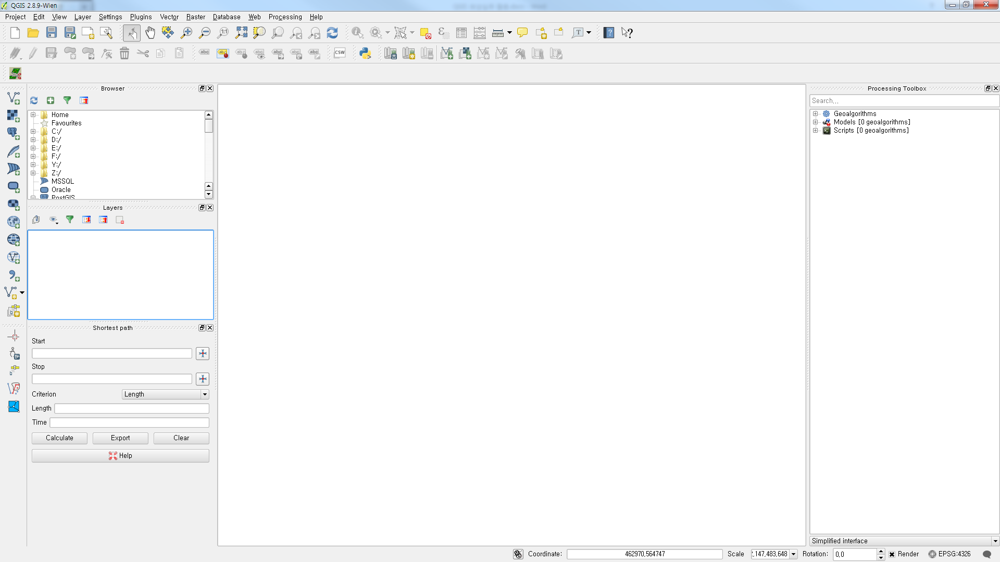 QGIS 2.8.9-Wien
Project Edit View Layer Settings Plugins Vector Raster Database Web Processing Help
abc
CSW
Browser
Home
Favourites
C:/
D:/
E:/
F:/
Y:/
Z:/
MSSQL
Oracle
PostGIS
Layers
Shortest path
Start
Stop
Criterion Length
Length
Time
Calculate Export Clear
Help
Processing Toolbox
Search...
Geoalgorithms
Models [0 geoalgorithms]
Scripts [0 geoalgorithms]
Simplified interface
Coordinate: 462970,564747 Scale :,147,483,648 Rotation: 0,0 Render EPSG:4326